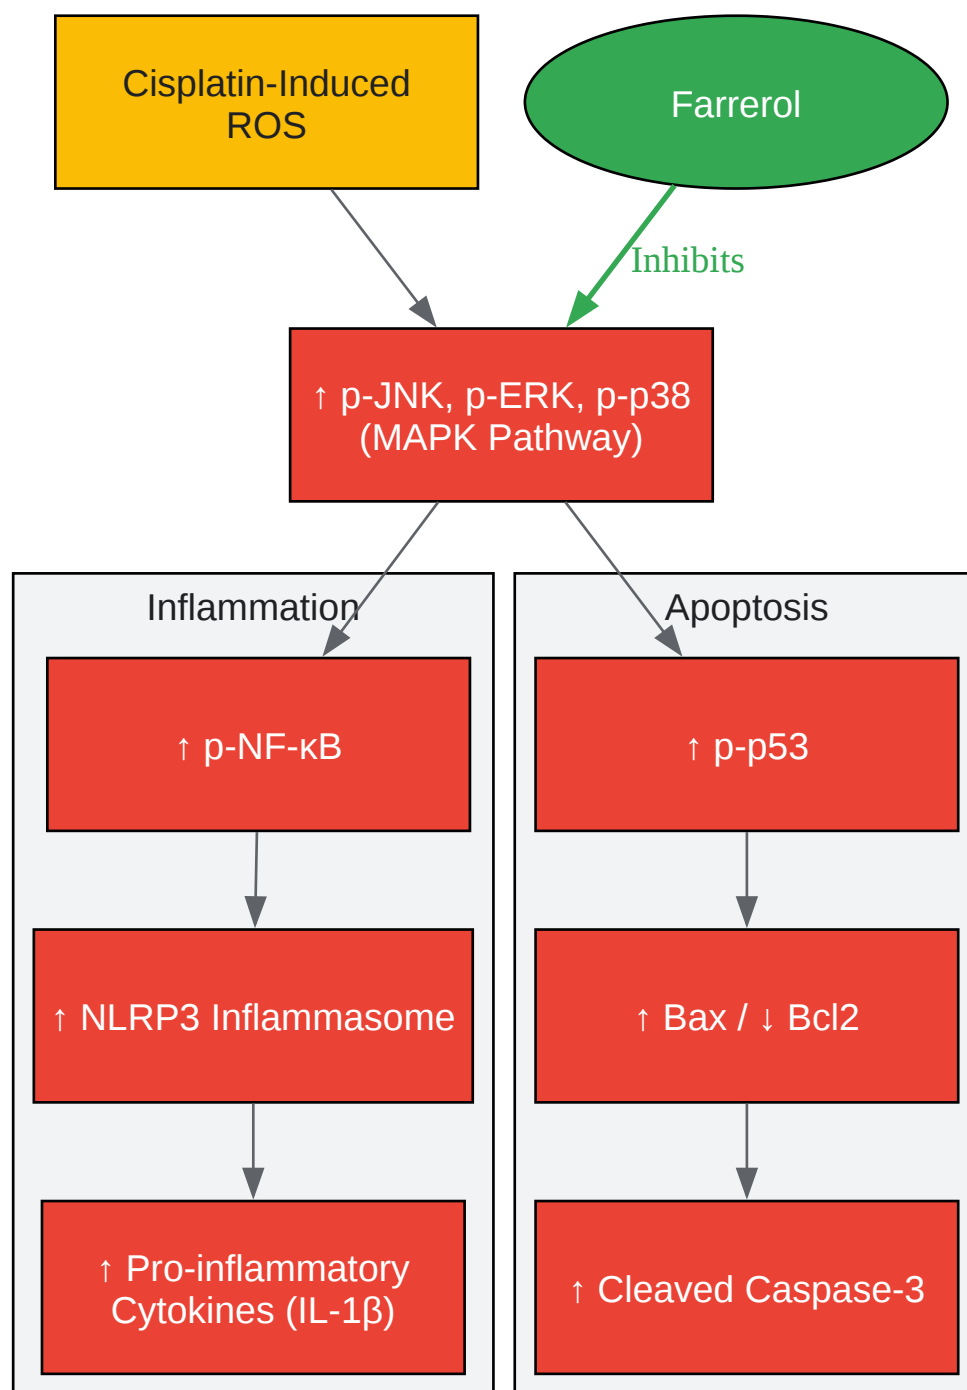 Cisplatin-Induced
ROS
Farrerol
Inhibits
↑ p-JNK, p-ERK, p-p38
(MAPK Pathway)
Inflammation
↑ p-NF-κB
↑ NLRP3 Inflammasome
↑ Pro-inflammatory
Cytokines (IL-1β)
Apoptosis
↑ p-p53
↑ Bax / ↓ Bcl2
↑ Cleaved Caspase-3